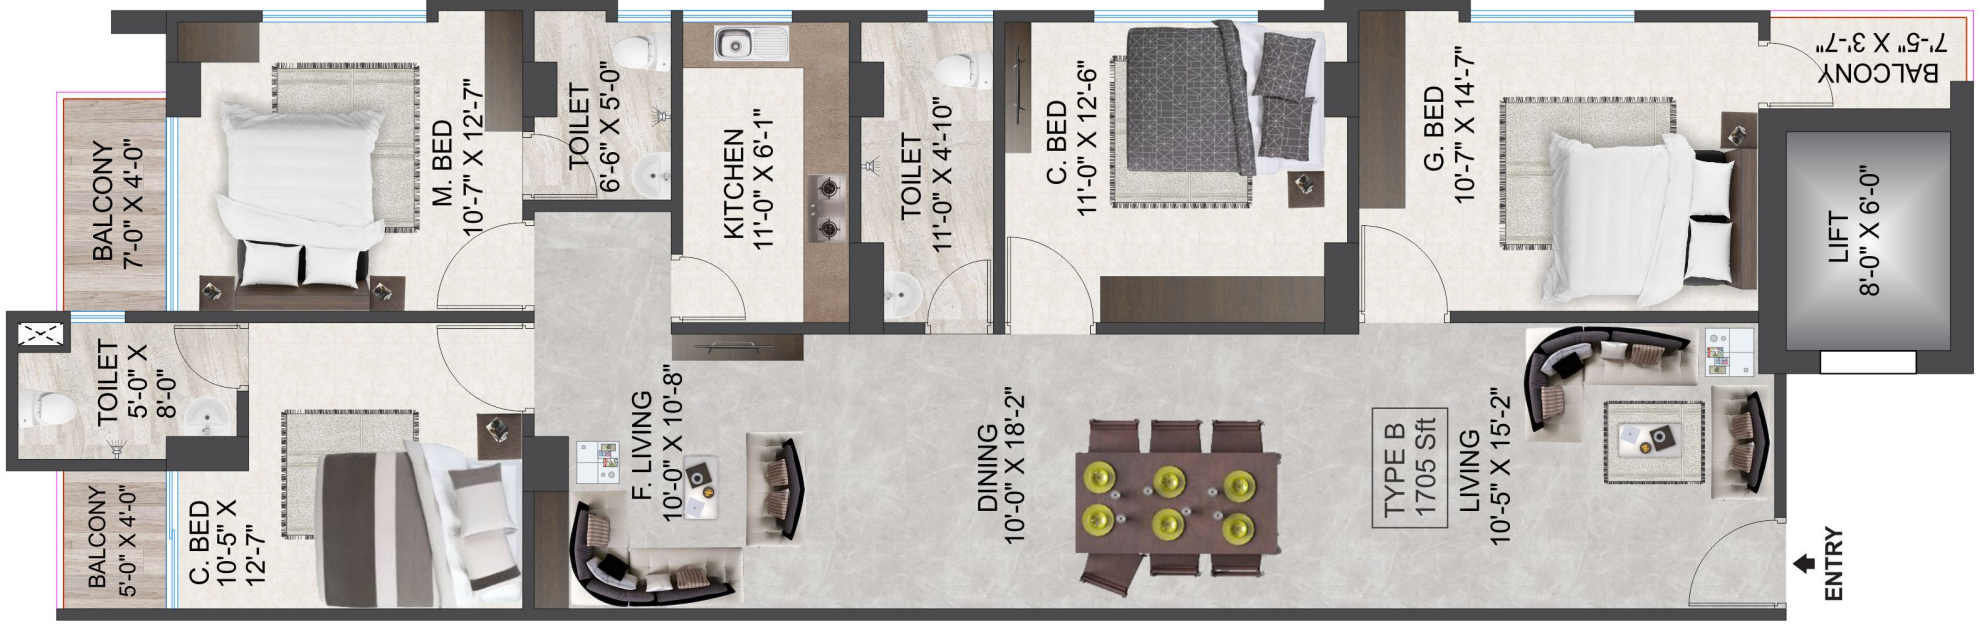 BALCONY
7'-0" X 4'-0"
M. BED
10'-7" X 12'-7"
TOILET
6'-6" X 5'-0"
KITCHEN
11'-0" X 6'-1"
TOILET
11'-0" X 4'-10"
C. BED
11'-0" X 12'-6"
G. BED
10'-7" X 14'-7"
BALCONY
7'-5" X 3'-7"
LIFT
8'-0" X 6'-0"
TOILET
5'-0" X
8'-0"
BALCONY
5'-0" X 4'-0"
C. BED
10'-5" X
12'-7"
F. LIVING
10'-0" X 10'-8"
DINING
10'-0" X 18'-2"
TYPE B
1705 Sft
LIVING
10'-5" X 15'-2"
ENTRY